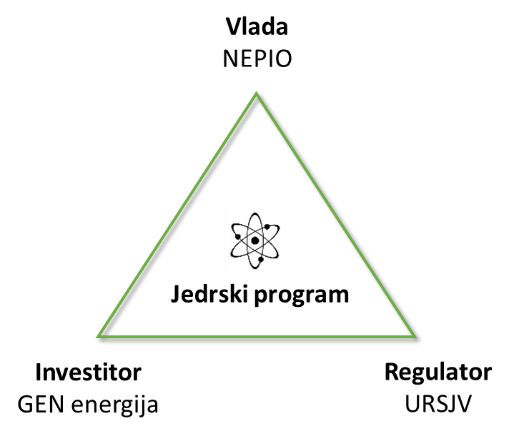 Vlada
NEPIO
Jedrski program
Investitor
GEN energija
Regulator
URSJV